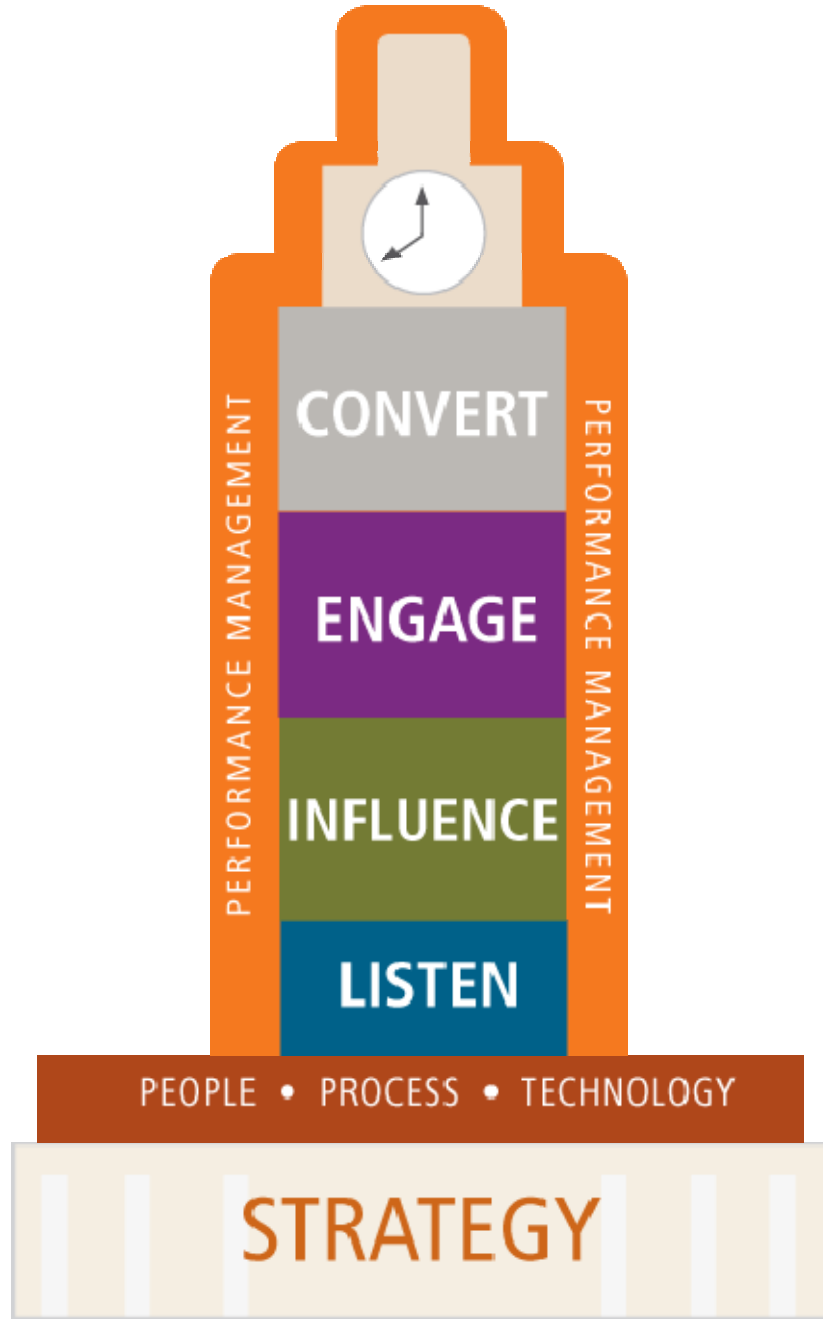 CONVERT
PERFORMANCE MANAGEMENT
PERFORMANCE MANAGEMENT
ENGAGE
INFLUENCE
LISTEN
PEOPLE • PROCESS • TECHNOLOGY
STRATEGY